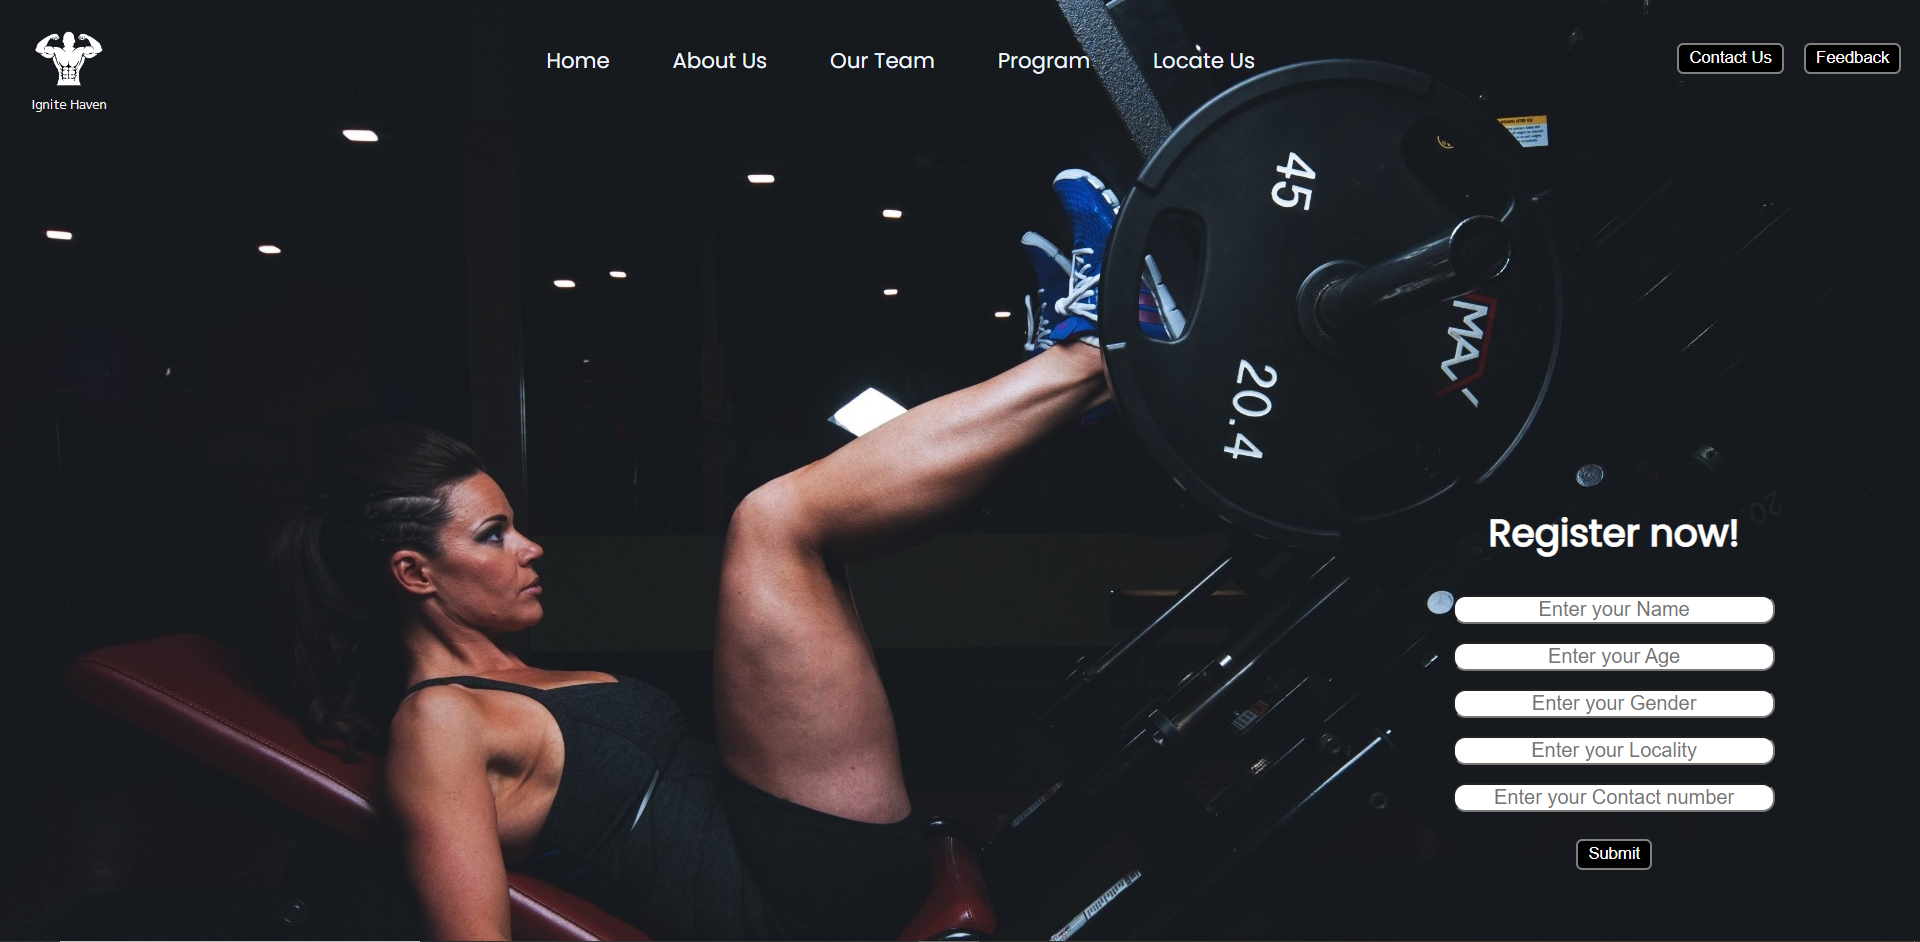 Ignite Haven
Home
About Us
Our Team
Program
Locate Us
Contact Us
Feedback
45
20.4
MAX
Register now!
Enter your Name
Enter your Age
Enter your Gender
Enter your Locality
Enter your Contact number
Submit